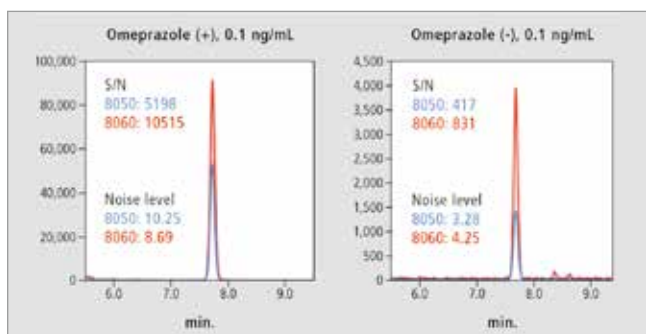 Omeprazole (+), 0.1 ng/mL
100,000
80,000
60,000
40,000
20,000
0
S/N
8050: 5198
8060: 10515
Noise level
8050: 10.25
8060: 8.69
6.0 7.0 8.0 9.0
min.
Omeprazole (-), 0.1 ng/mL
4,500
4,000
3,500
3,000
2,500
2,000
1,500
1,000
500
0
S/N
8050: 417
8060: 831
Noise level
8050: 3.28
8060: 4.25
6.0 7.0 8.0 9.0
min.